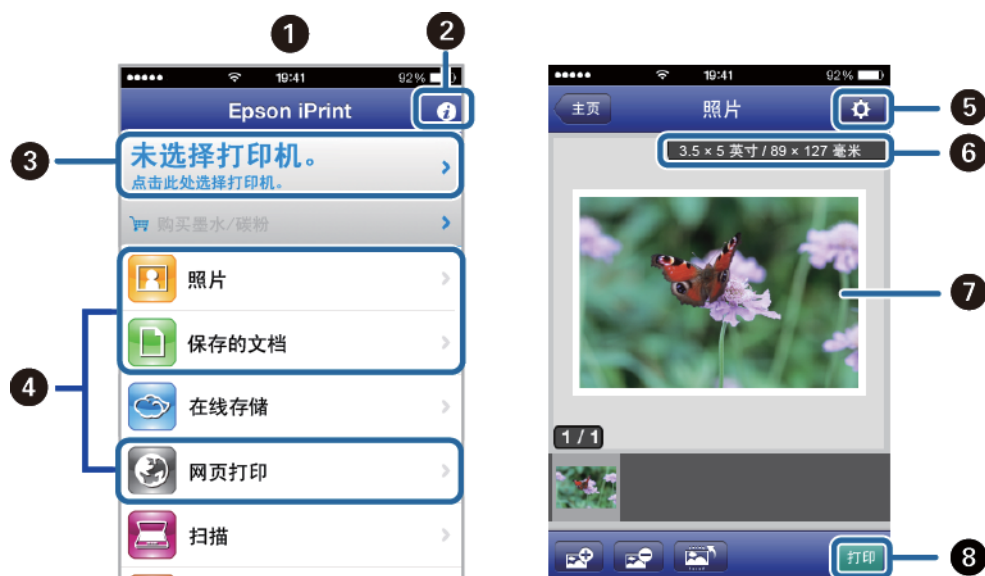 1
2
19:41
92%
Epson iPrint
3
未选择打印机。
点击此处选择打印机。
购买墨水/碳粉
照片
保存的文档
4
在线存储
网页打印
扫描
19:41
92%
主页
照片
5
3.5 × 5 英寸 / 89 × 127 毫米
6
7
1 / 1
打印
8